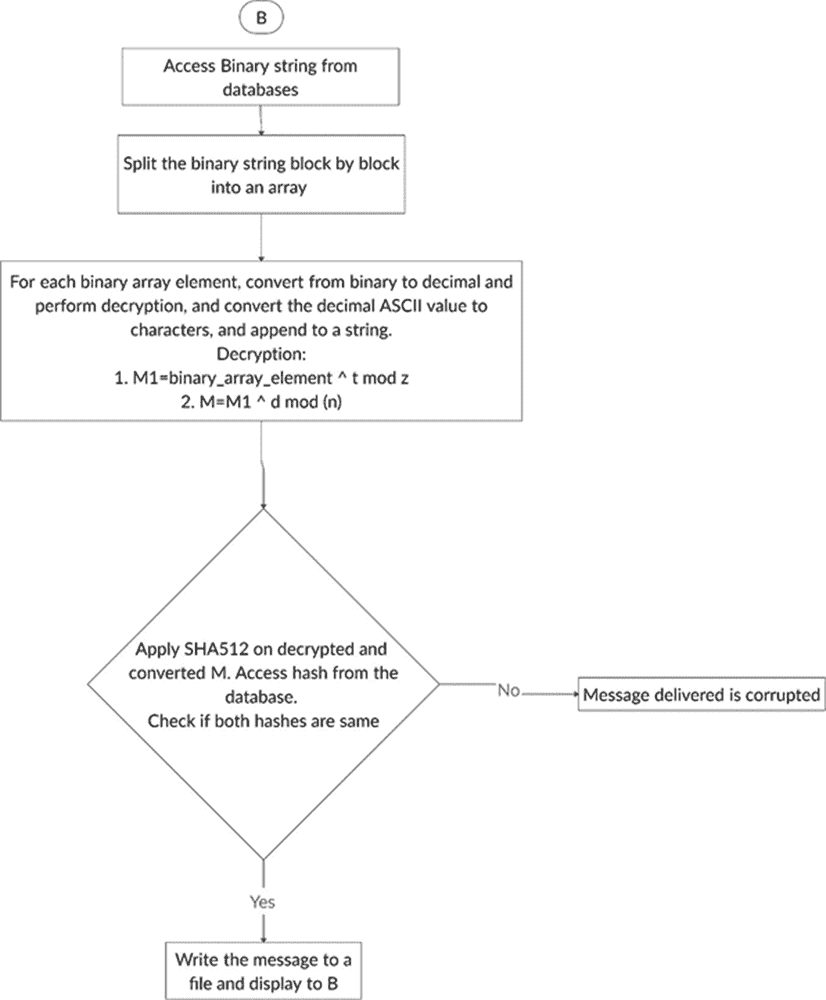 B
Access Binary string from
databases
Split the binary string block by block
into an array
For each binary array element, convert from binary to decimal and
perform decryption, and convert the decimal ASCII value to
characters, and append to a string.
Decryption:
1. M1=binary_array_element ^ t mod z
2. M=M1 ^ d mod (n)
Apply SHA512 on decrypted and
converted M. Access hash from the
database.
Check if both hashes are same
No
Message delivered is corrupted
Yes
Write the message to a
file and display to B